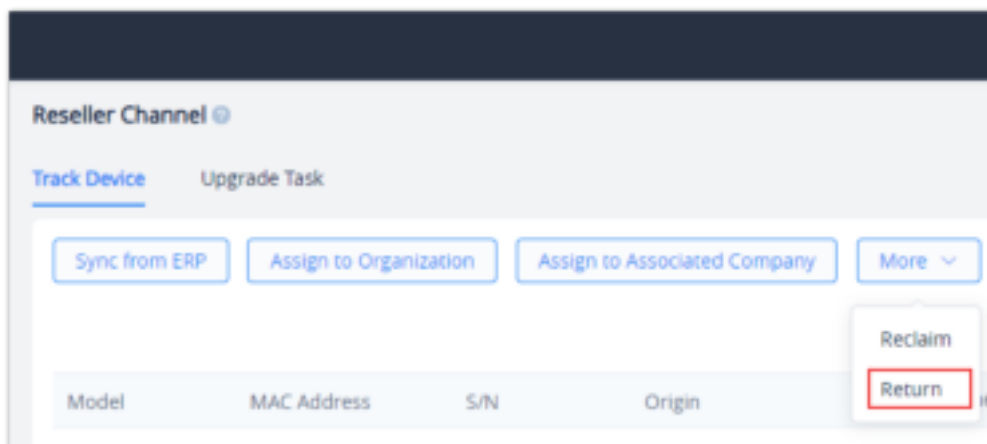 Reseller Channel
Track Device Upgrade Task
Sync from ERP Assign to Organization Assign to Associated Company More
Reclaim
Return
Model MAC Address S/N Origin